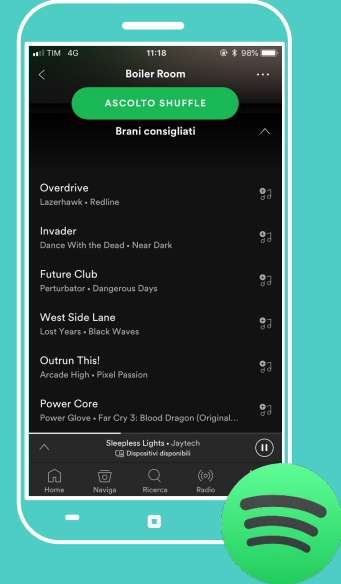 TIM 4G 11:18 98%
Boiler Room
ASCOLTO SHUFFLE
Brani consigliati
Overdrive
Lazerhawk • Redline
Invader
Dance With the Dead • Near Dark
Future Club
Perturbator • Dangerous Days
West Side Lane
Lost Years • Black Waves
Outrun This!
Arcade High • Pixel Passion
Power Core
Power Glove • Far Cry 3: Blood Dragon (Original...
Sleepless Lights • Jaytech
Dispositivi disponibili
Home Naviga Ricerca Radio